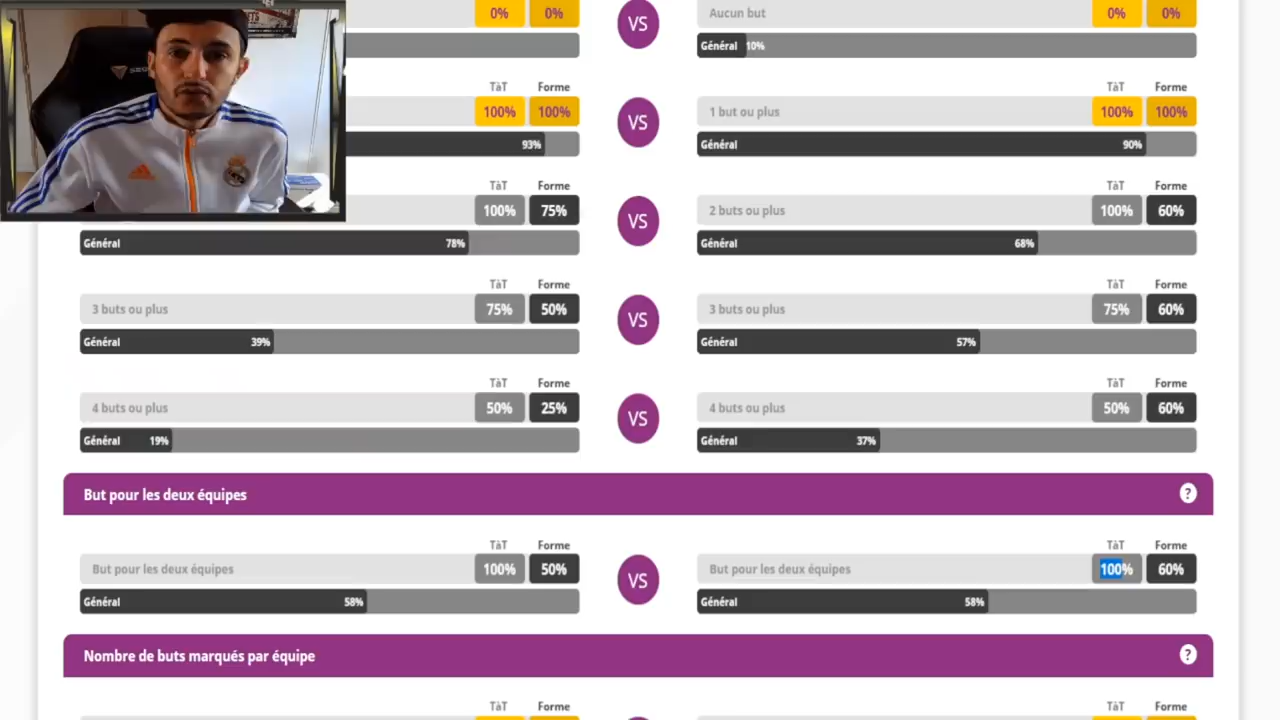 0% 0%
VS
Aucun but 0% 0%
Général 10%
TàT Forme
100% 100%
93%
VS
TàT Forme
1 but ou plus 100% 100%
Général 90%
TàT Forme
100% 75%
Général 78%
VS
TàT Forme
2 buts ou plus 100% 60%
Général 68%
TàT Forme
3 buts ou plus 75% 50%
Général 39%
VS
TàT Forme
3 buts ou plus 75% 60%
Général 57%
TàT Forme
4 buts ou plus 50% 25%
Général 19%
VS
TàT Forme
4 buts ou plus 50% 60%
Général 37%
But pour les deux équipes ?
TàT Forme
But pour les deux équipes 100% 50%
Général 58%
VS
TàT Forme
But pour les deux équipes 100% 60%
Général 58%
Nombre de buts marqués par équipe ?
TàT Forme
TàT Forme